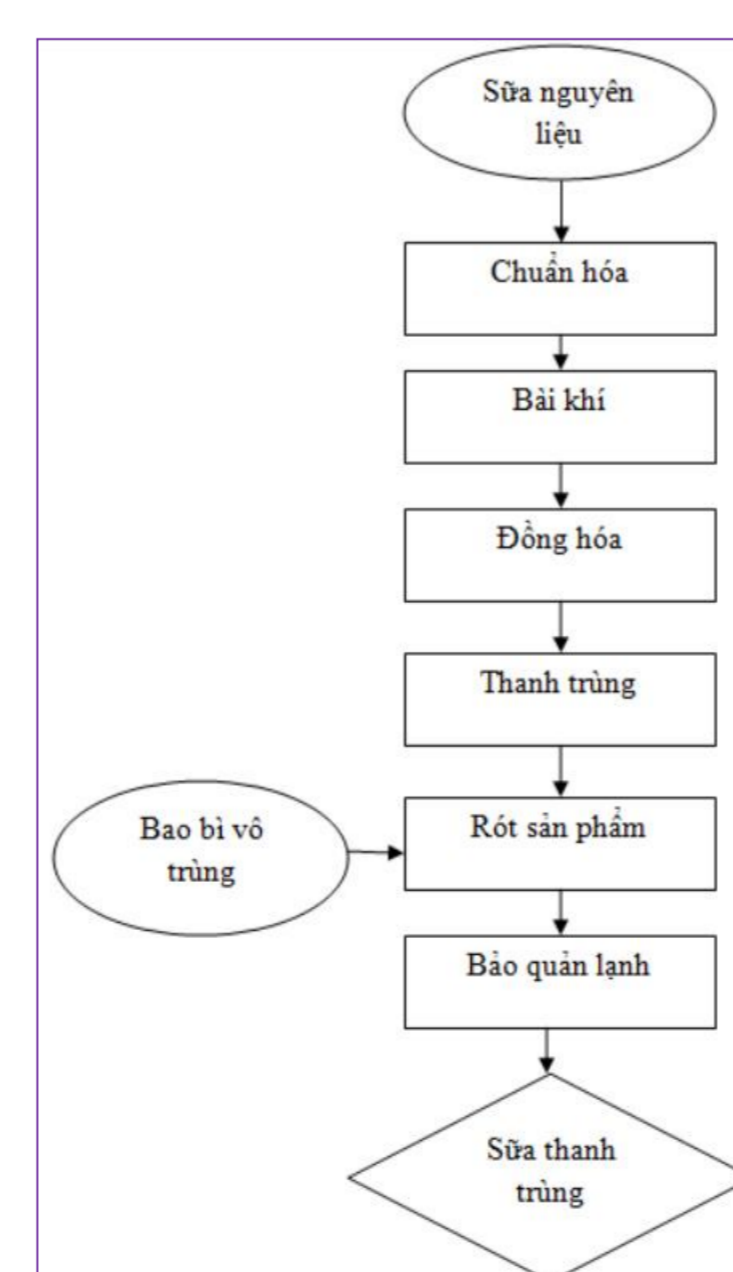 Sữa nguyên
liệu
Chuẩn hóa
Bài khí
Đồng hóa
Thanh trùng
Bao bì vô
trùng
Rót sản phẩm
Bảo quản lạnh
Sữa thanh
trùng